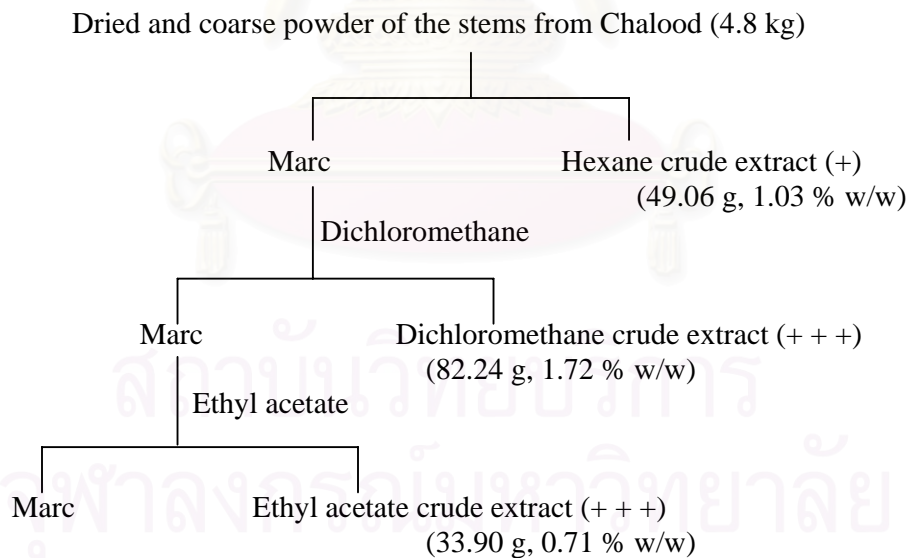 Dried and coarse powder of the stems from Chalood (4.8 kg)
Marc
Hexane crude extract (+)
(49.06 g, 1.03 % w/w)
Dichloromethane
Marc
Dichloromethane crude extract (+ + +)
(82.24 g, 1.72 % w/w)
Ethyl acetate
Marc
Ethyl acetate crude extract (+ + +)
(33.90 g, 0.71 % w/w)
สถาบันวิทยบริการ
จุฬาลงกรณ์มหาวิทยาลัย